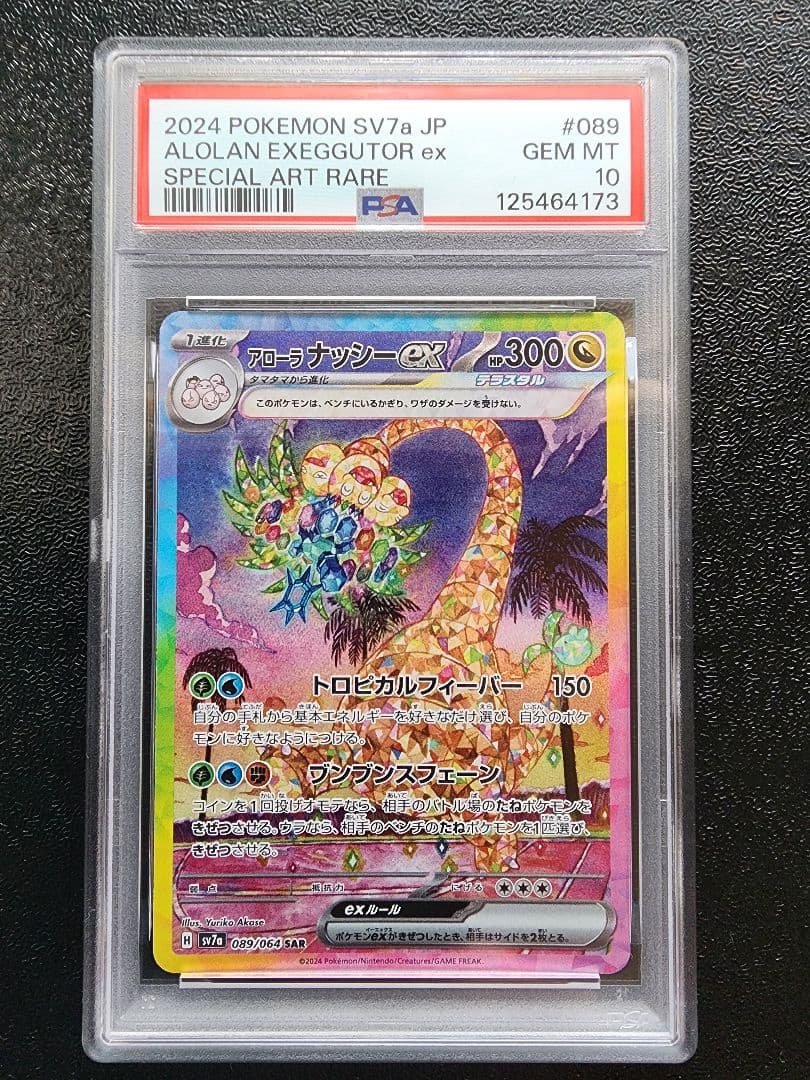 2024 POKEMON SV7a JP #089
ALOLAN EXEGGUTOR ex GEM MT
SPECIAL ART RARE 10
PSA 125464173
1進化 アローラ ナッシーex HP300
タマタマから進化 テラスタル
このポケモンは、ベンチにいるかぎり、ワザのダメージを受けない。
トロピカルフィーバー 150
自分の手札から基本エネルギーを好きなだけ選び、自分のポケ
モンに好きなようにつける。
ブンブンスフェーン
コインを1回投げオモテなら、相手のバトル場のたねポケモンを
きぜつさせる。ウラなら、相手のベンチのたねポケモンを1匹選び、
きぜつさせる。
弱点 抵抗力 にげる
exルール
ポケモンexがきぜつしたとき、相手はサイドを2枚とる。
Illus. Yuriko Akase
H sv7a 089/064 SAR
©2024 Pokémon/Nintendo/Creatures/GAME FREAK.